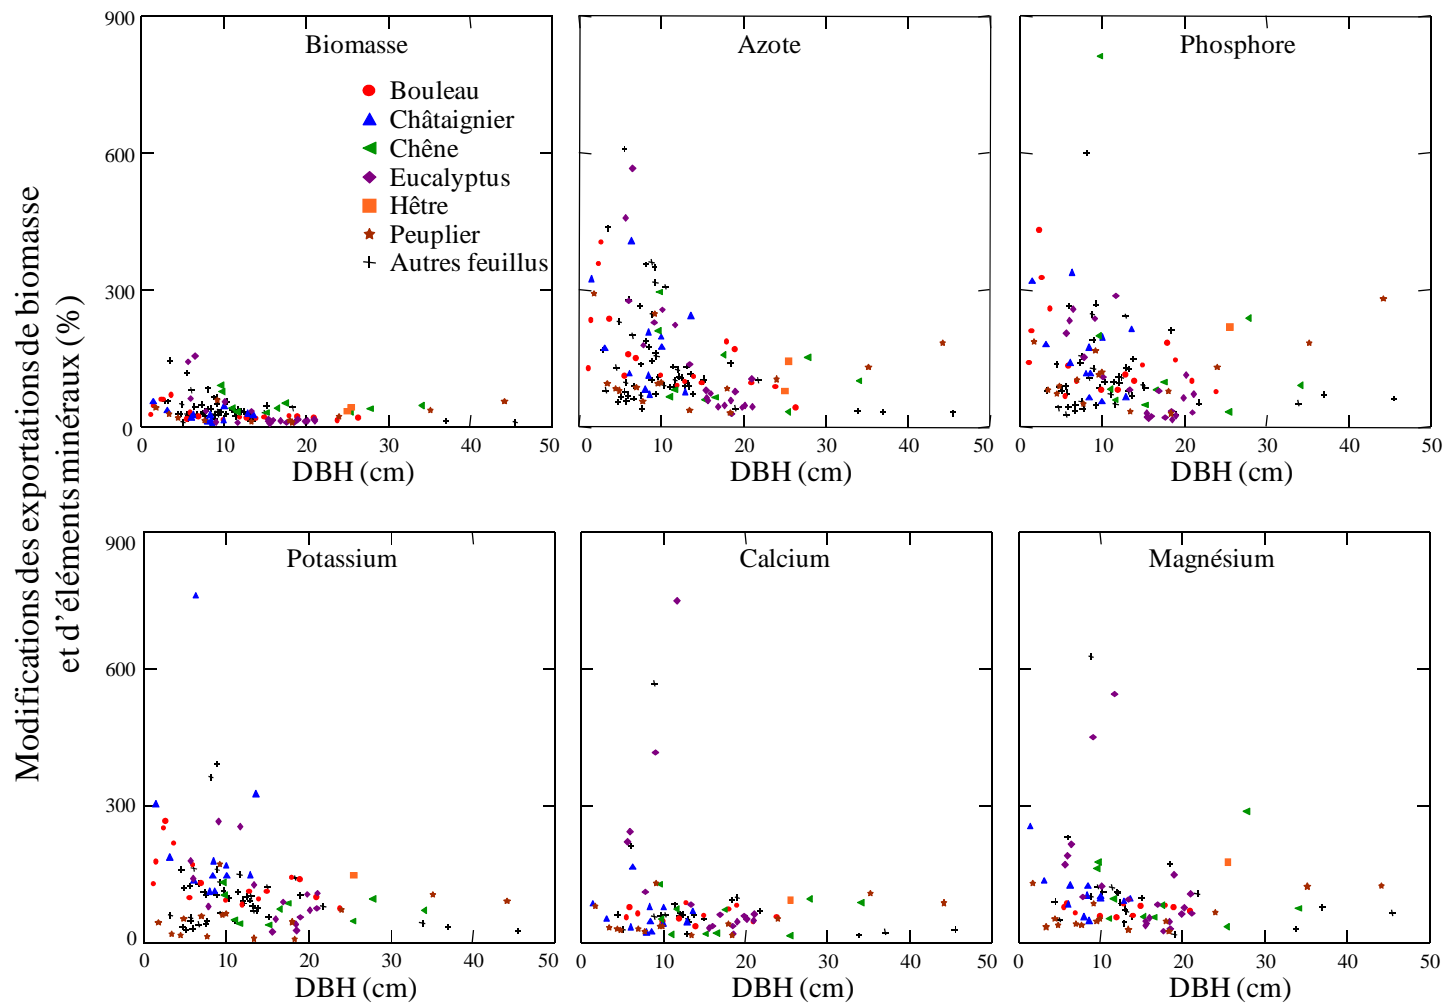 Modifications des exportations de biomasse
et d'éléments minéraux (%)
Biomasse
Bouleau
Châtaignier
Chêne
Eucalyptus
Hêtre
Peuplier
Autres feuillus
900
600
300
0
0 10 20 30 40 50
DBH (cm)
Azote
0 10 20 30 40 50
DBH (cm)
Phosphore
0 10 20 30 40 50
DBH (cm)
Potassium
900
600
300
0
0 10 20 30 40 50
DBH (cm)
Calcium
0 10 20 30 40 50
DBH (cm)
Magnésium
0 10 20 30 40 50
DBH (cm)